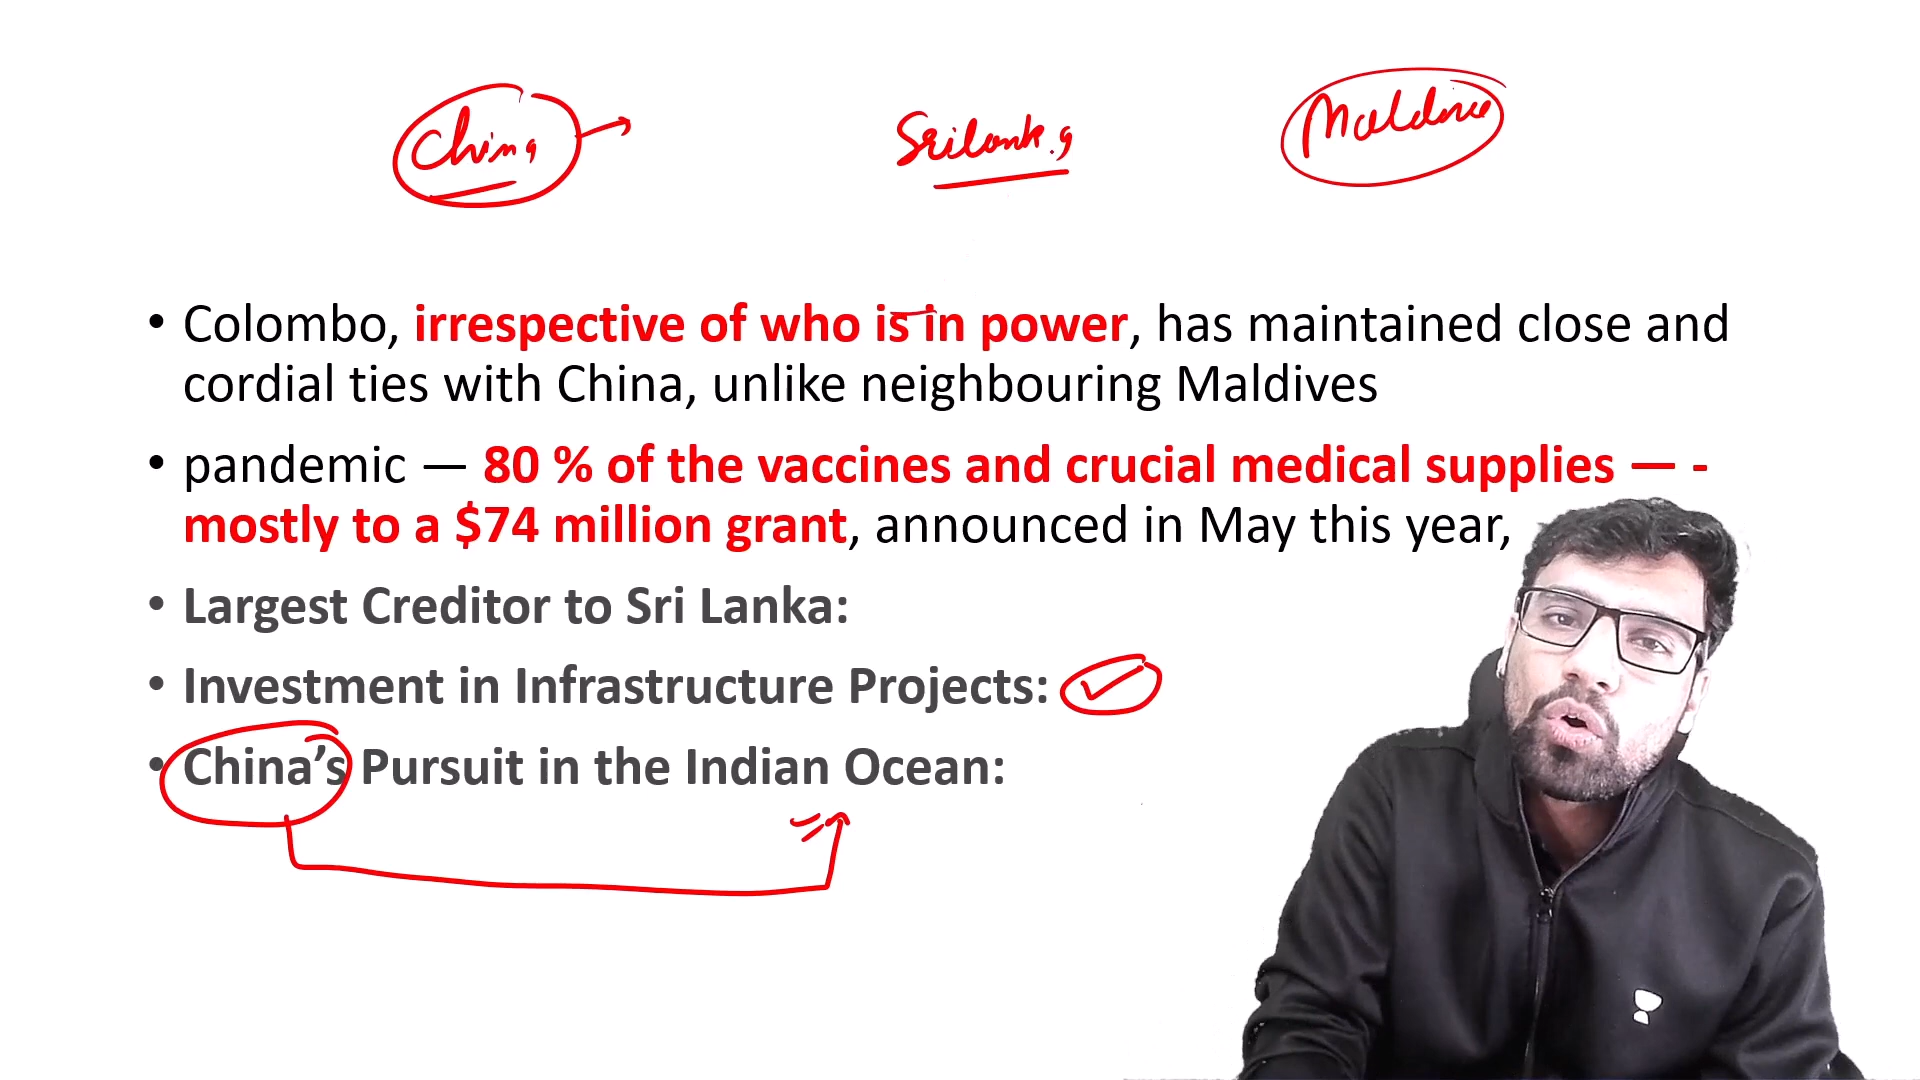 China Srilanka Maldives
• Colombo, irrespective of who is in power, has maintained close and
cordial ties with China, unlike neighbouring Maldives
• pandemic — 80 % of the vaccines and crucial medical supplies — -
mostly to a $74 million grant, announced in May this year,
• Largest Creditor to Sri Lanka:
• Investment in Infrastructure Projects:
• China’s Pursuit in the Indian Ocean: